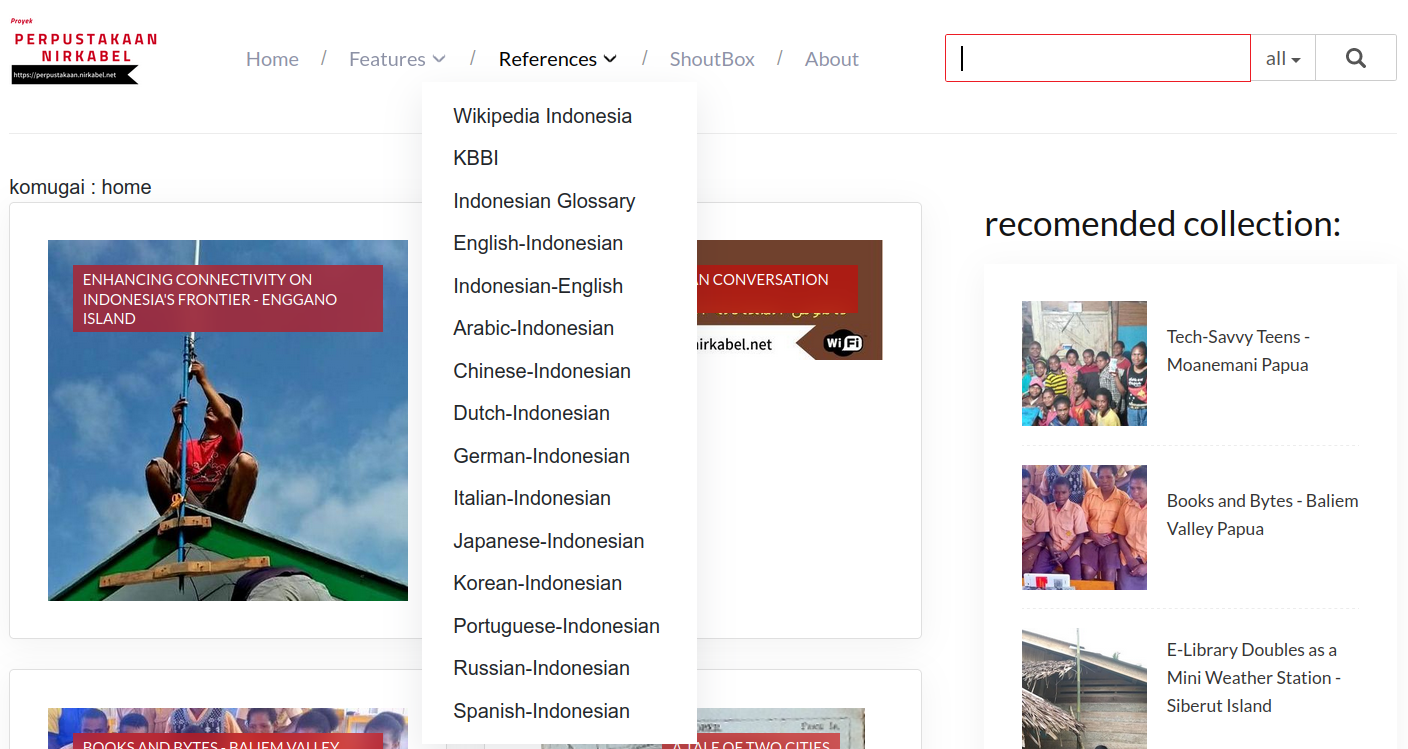 Proyek
PERPUSTAKAAN
NIRKABEL
https://perpustakaan.nirkabel.net
Home / Features / References / ShoutBox / About
all
Wikipedia Indonesia
KBBI
Indonesian Glossary
English-Indonesian
Indonesian-English
Arabic-Indonesian
Chinese-Indonesian
Dutch-Indonesian
German-Indonesian
Italian-Indonesian
Japanese-Indonesian
Korean-Indonesian
Portuguese-Indonesian
Russian-Indonesian
Spanish-Indonesian
komugai : home
ENHANCING CONNECTIVITY ON
INDONESIA'S FRONTIER - ENGGANO
ISLAND
CONVERSATION
nirkabel.net
WiFi
BOOKS AND BYTES - BALIEM VALLEY
A TALE OF TWO CITIES
recomended collection:
Tech-Savvy Teens -
Moanemani Papua
Books and Bytes - Baliem
Valley Papua
E-Library Doubles as a
Mini Weather Station -
Siberut Island